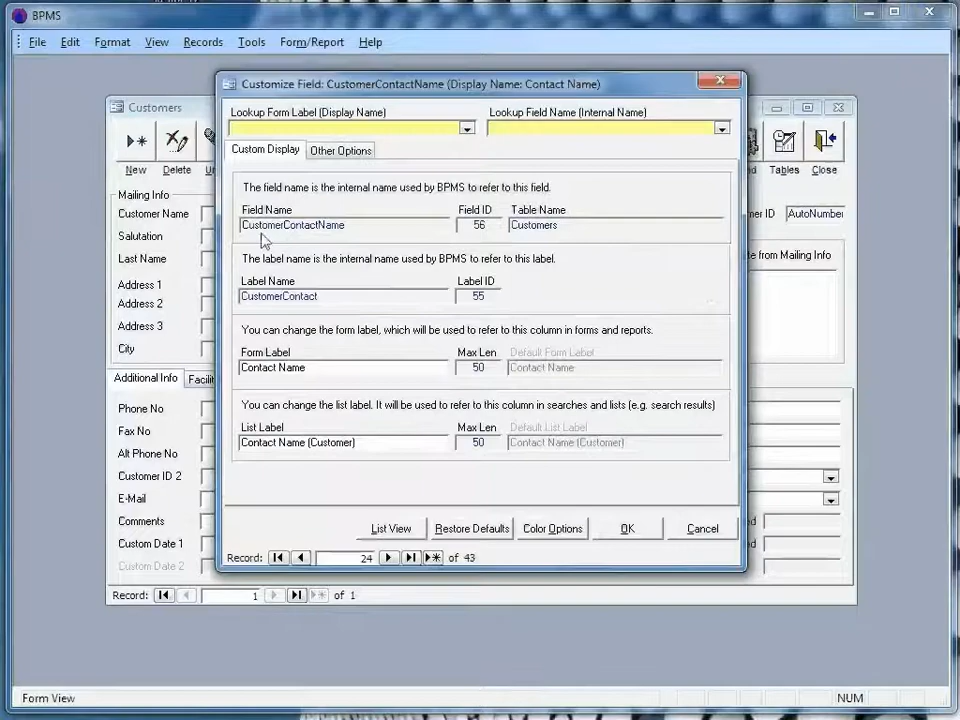 BPMS
File Edit Format View Records Tools Form/Report Help
Customize Field: CustomerContactName (Display Name: Contact Name)
Customers
Lookup Form Label (Display Name) Lookup Field Name (Internal Name)
Custom Display Other Options
New Delete Tables Close
Mailing Info
The field name is the internal name used by BPMS to refer to this field.
Customer Name
Field Name Field ID Table Name
CustomerContactName 56 Customers
AutoNumber
Salutation
Last Name
The label name is the internal name used by BPMS to refer to this label.
from Mailing Info
Address 1
Label Name Label ID
CustomerContact 55
Address 2
Address 3
You can change the form label, which will be used to refer to this column in forms and reports.
City
Form Label Max Len Default Form Label
Contact Name 50 Contact Name
Additional Info
You can change the list label. It will be used to refer to this column in searches and lists (e.g. search results)
Phone No
List Label Max Len Default List Label
Fax No
Contact Name (Customer) 50 Contact Name (Customer)
Alt Phone No
Customer ID 2
E-Mail
Comments
List View Restore Defaults Color Options OK Cancel
Custom Date 1
Record: 24 of 43
Custom Date 2
Record: 1 of 1
Form View NUM